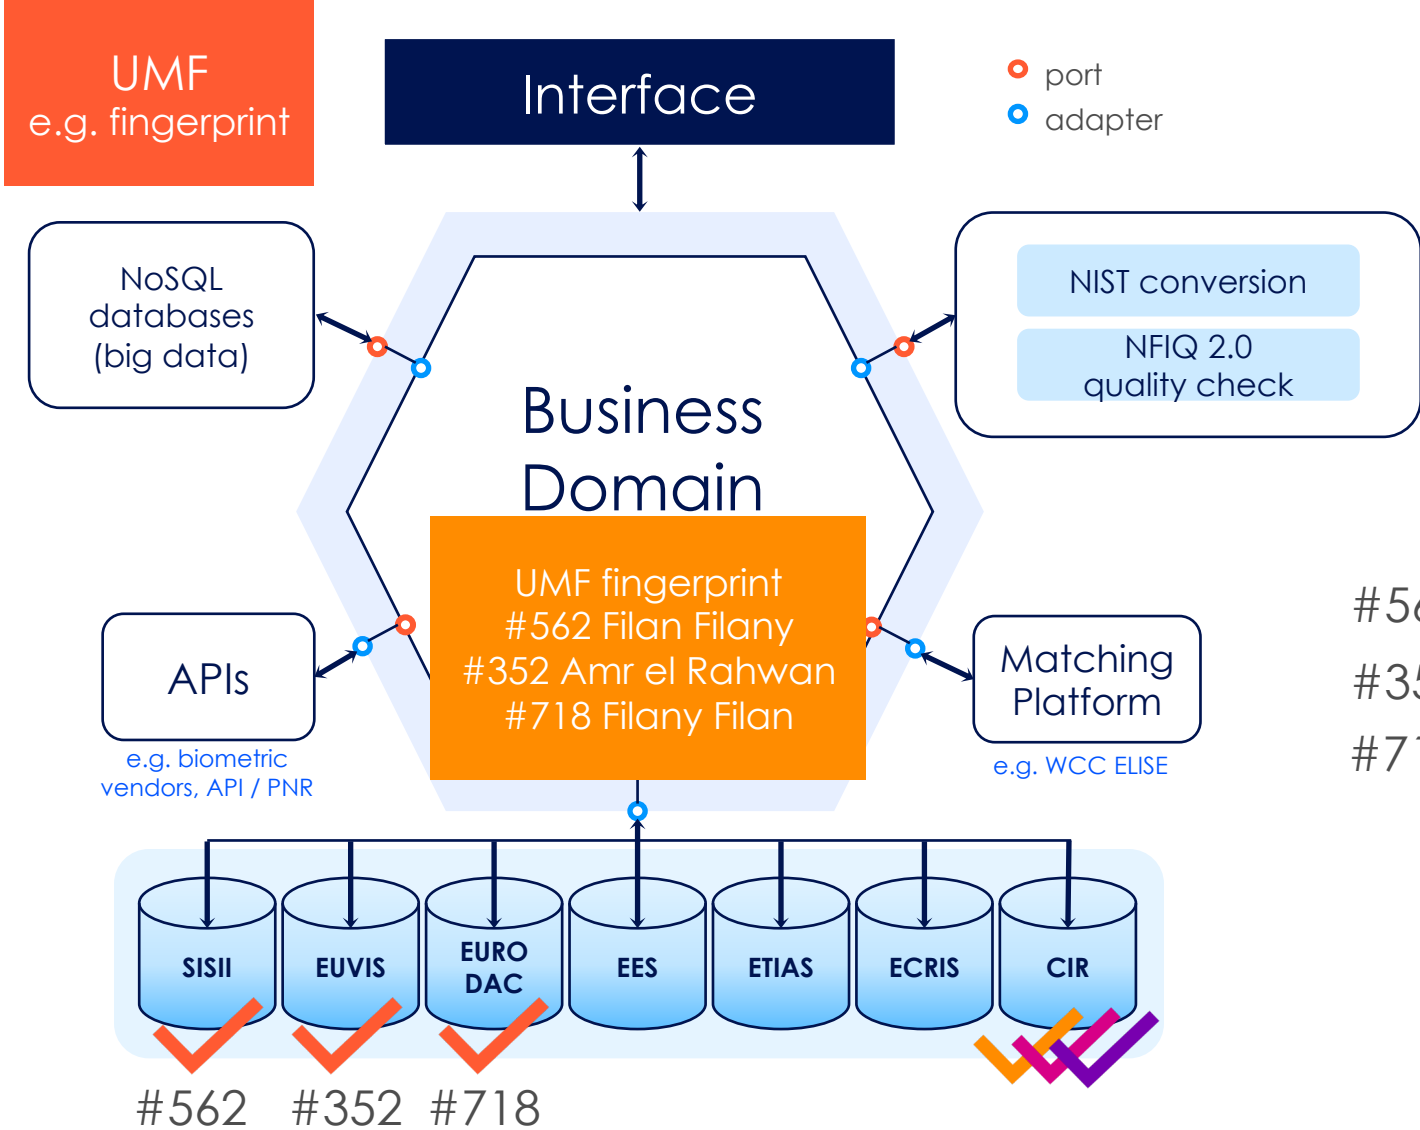 UMF
e.g. fingerprint
Interface
port
adapter
NoSQL
databases
(big data)
NIST conversion
NFIQ 2.0
quality check
Business
Domain
UMF fingerprint
#562 Filan Filany
#352 Amr el Rahwan
#718 Filany Filan
APIs
e.g. biometric
vendors, API / PNR
Matching
Platform
e.g. WCC ELISE
SISII
EUVIS
EURO
DAC
EES
ETIAS
ECRIS
CIR
#562
#352
#718